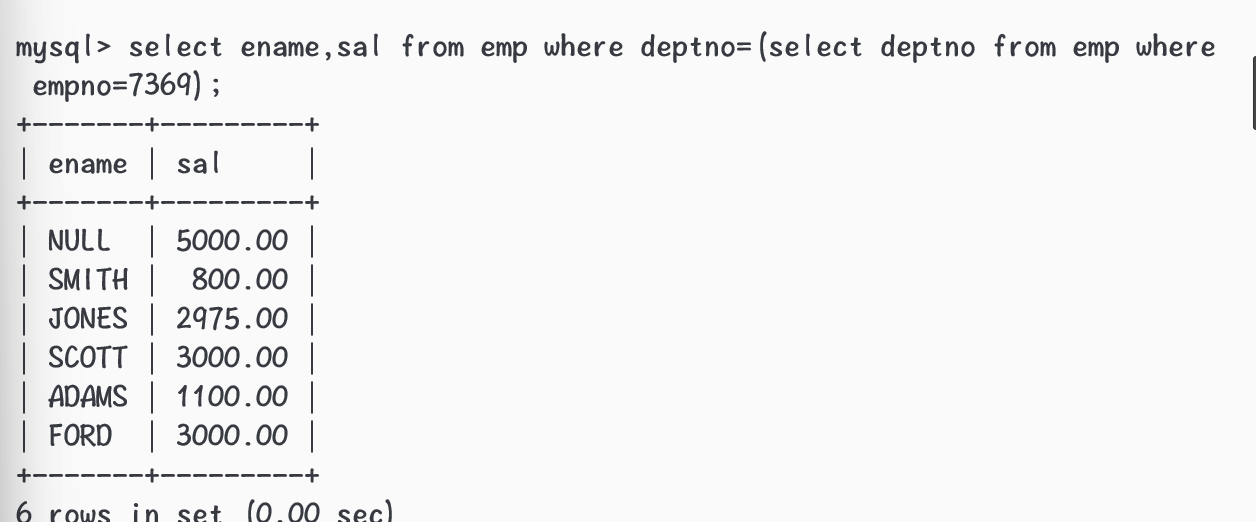 mysql> select ename,sal from emp where deptno=(select deptno from emp where
 empno=7369);
+-------+---------+
| ename | sal     |
+-------+---------+
| NULL  | 5000.00 |
| SMITH |  800.00 |
| JONES | 2975.00 |
| SCOTT | 3000.00 |
| ADAMS | 1100.00 |
| FORD  | 3000.00 |
+-------+---------+
6 rows in set (0.00 sec)